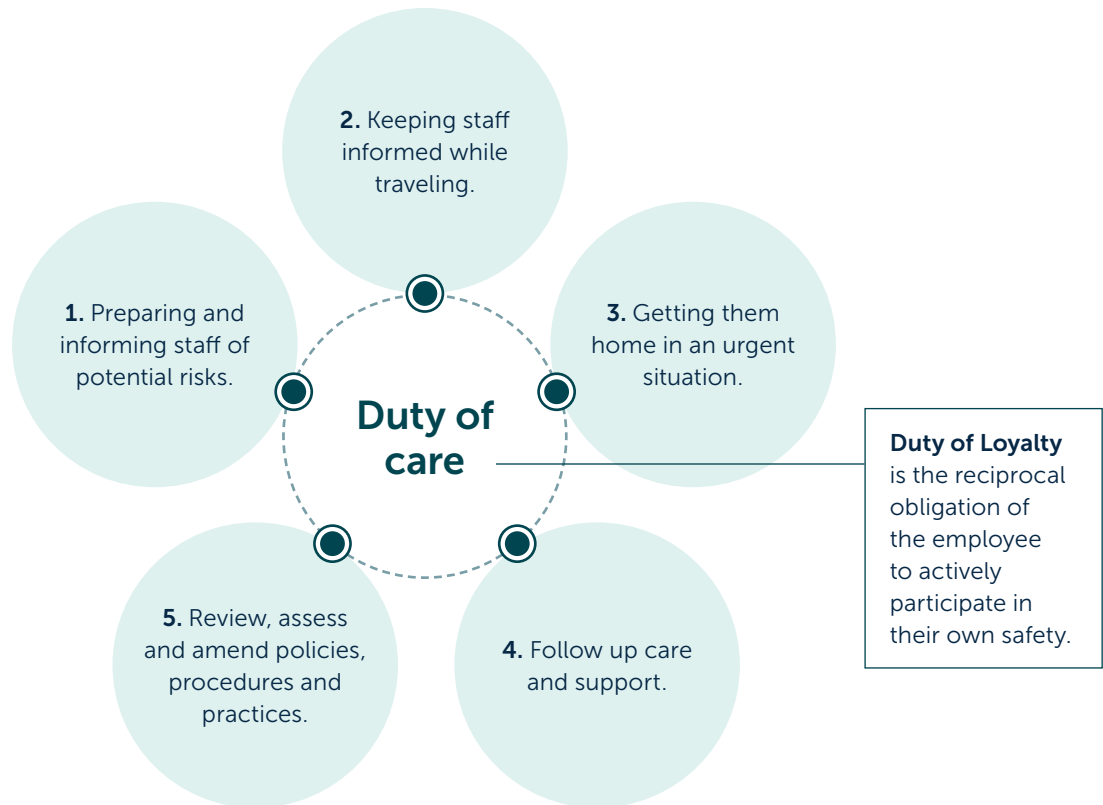 2. Keeping staff
informed while
traveling.
1. Preparing and
informing staff of
potential risks.
3. Getting them
home in an urgent
situation.
Duty of
care
Duty of Loyalty
is the reciprocal
obligation of
the employee
to actively
participate in
their own safety.
5. Review, assess
and amend policies,
procedures and
practices.
4. Follow up care
and support.